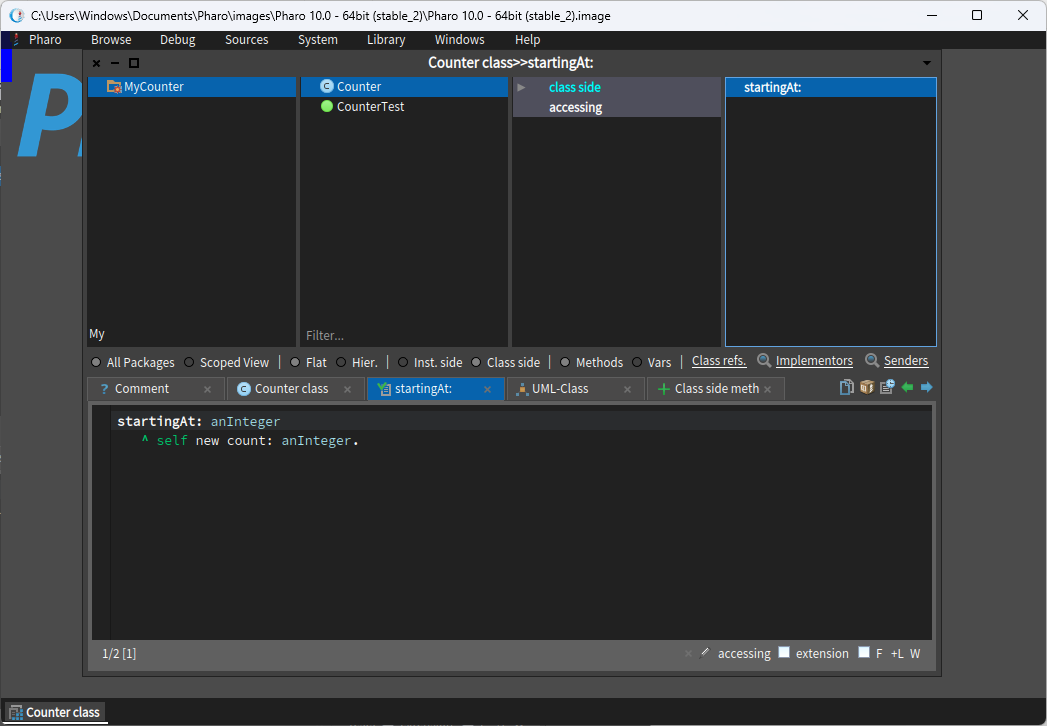 C:\Users\Windows\Documents\Pharo\images\Pharo 10.0 - 64bit (stable_2)\Pharo 10.0 - 64bit (stable_2).image
Pharo Browse Debug Sources System Library Windows Help
Counter class>>startingAt:
MyCounter Counter class side startingAt:
CounterTest accessing
My Filter...
All Packages Scoped View | Flat Hier. | Inst. side Class side | Methods Vars | Class refs. Implementors Senders
? Comment Counter class startingAt: UML-Class Class side meth
startingAt: anInteger
^ self new count: anInteger.
1/2 [1] accessing extension F +L W
Counter class